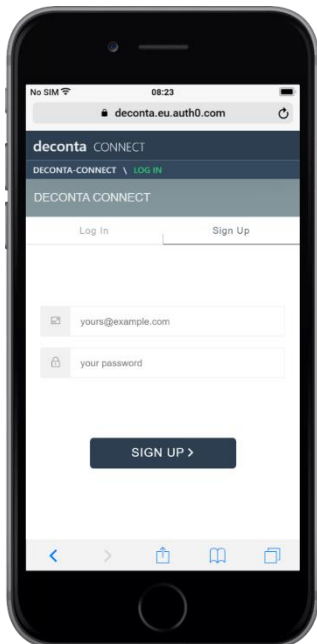 No SIM 08:23
deconta.eu.auth0.com
deconta CONNECT
DECONTA-CONNECT \ LOG IN
DECONTA CONNECT
Log In Sign Up
yours@example.com
your password
SIGN UP >